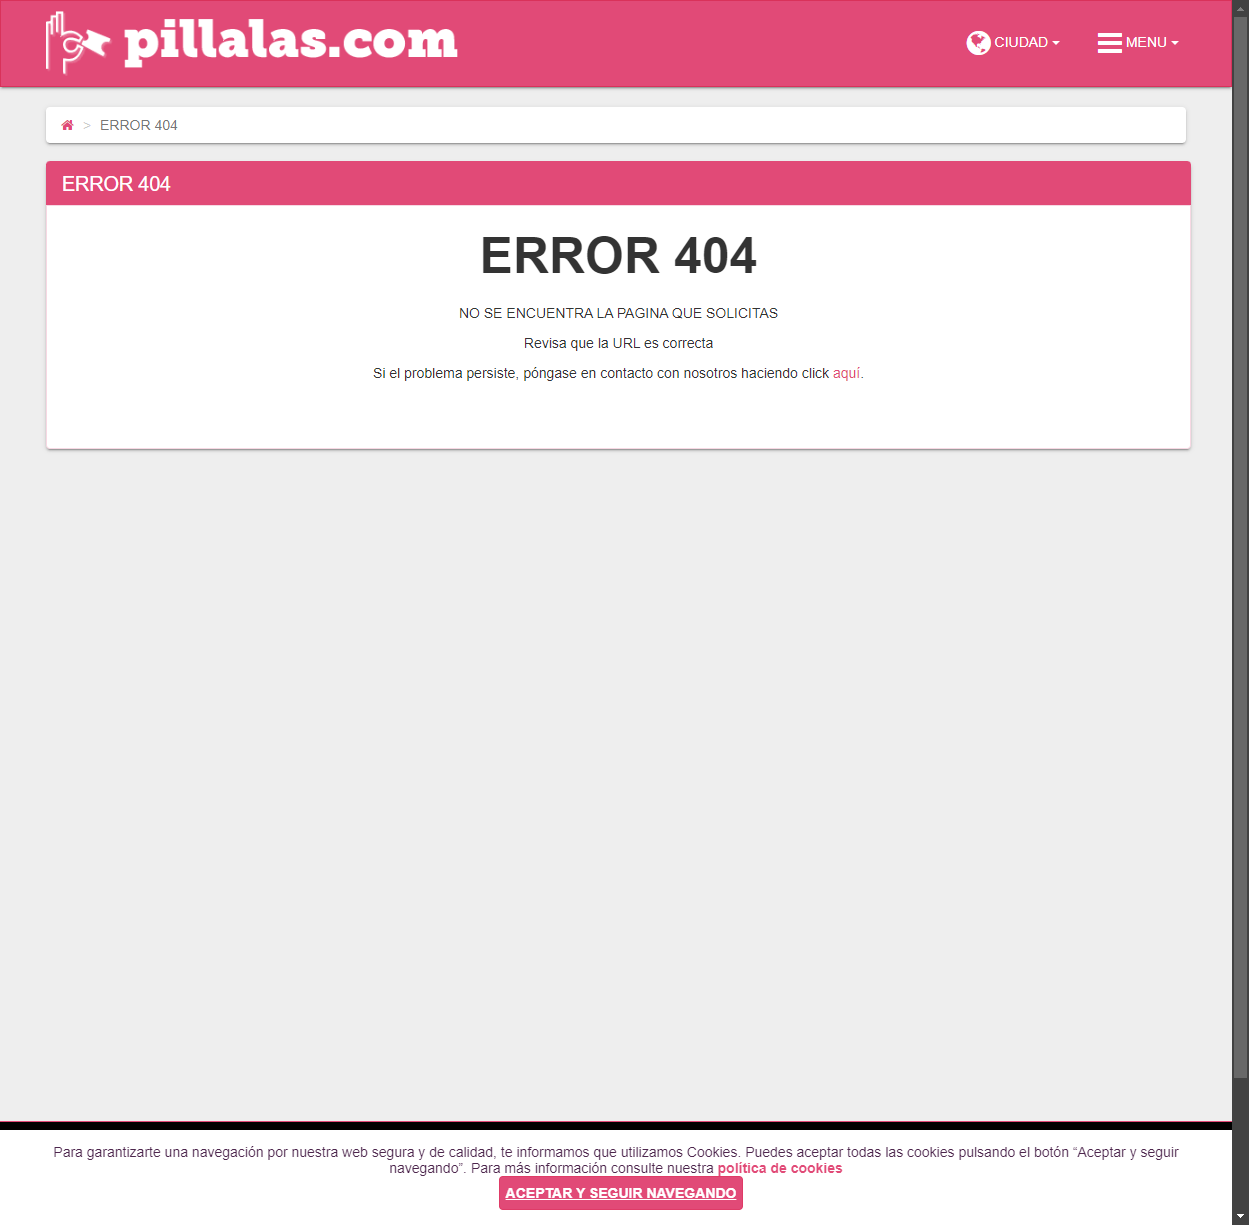 pillalas.com
CIUDAD
MENU
> ERROR 404
ERROR 404
ERROR 404
NO SE ENCUENTRA LA PAGINA QUE SOLICITAS
Revisa que la URL es correcta
Si el problema persiste, póngase en contacto con nosotros haciendo click aquí.
Para garantizarte una navegación por nuestra web segura y de calidad, te informamos que utilizamos Cookies. Puedes aceptar todas las cookies pulsando el botón “Aceptar y seguir
navegando”. Para más información consulte nuestra política de cookies
ACEPTAR Y SEGUIR NAVEGANDO